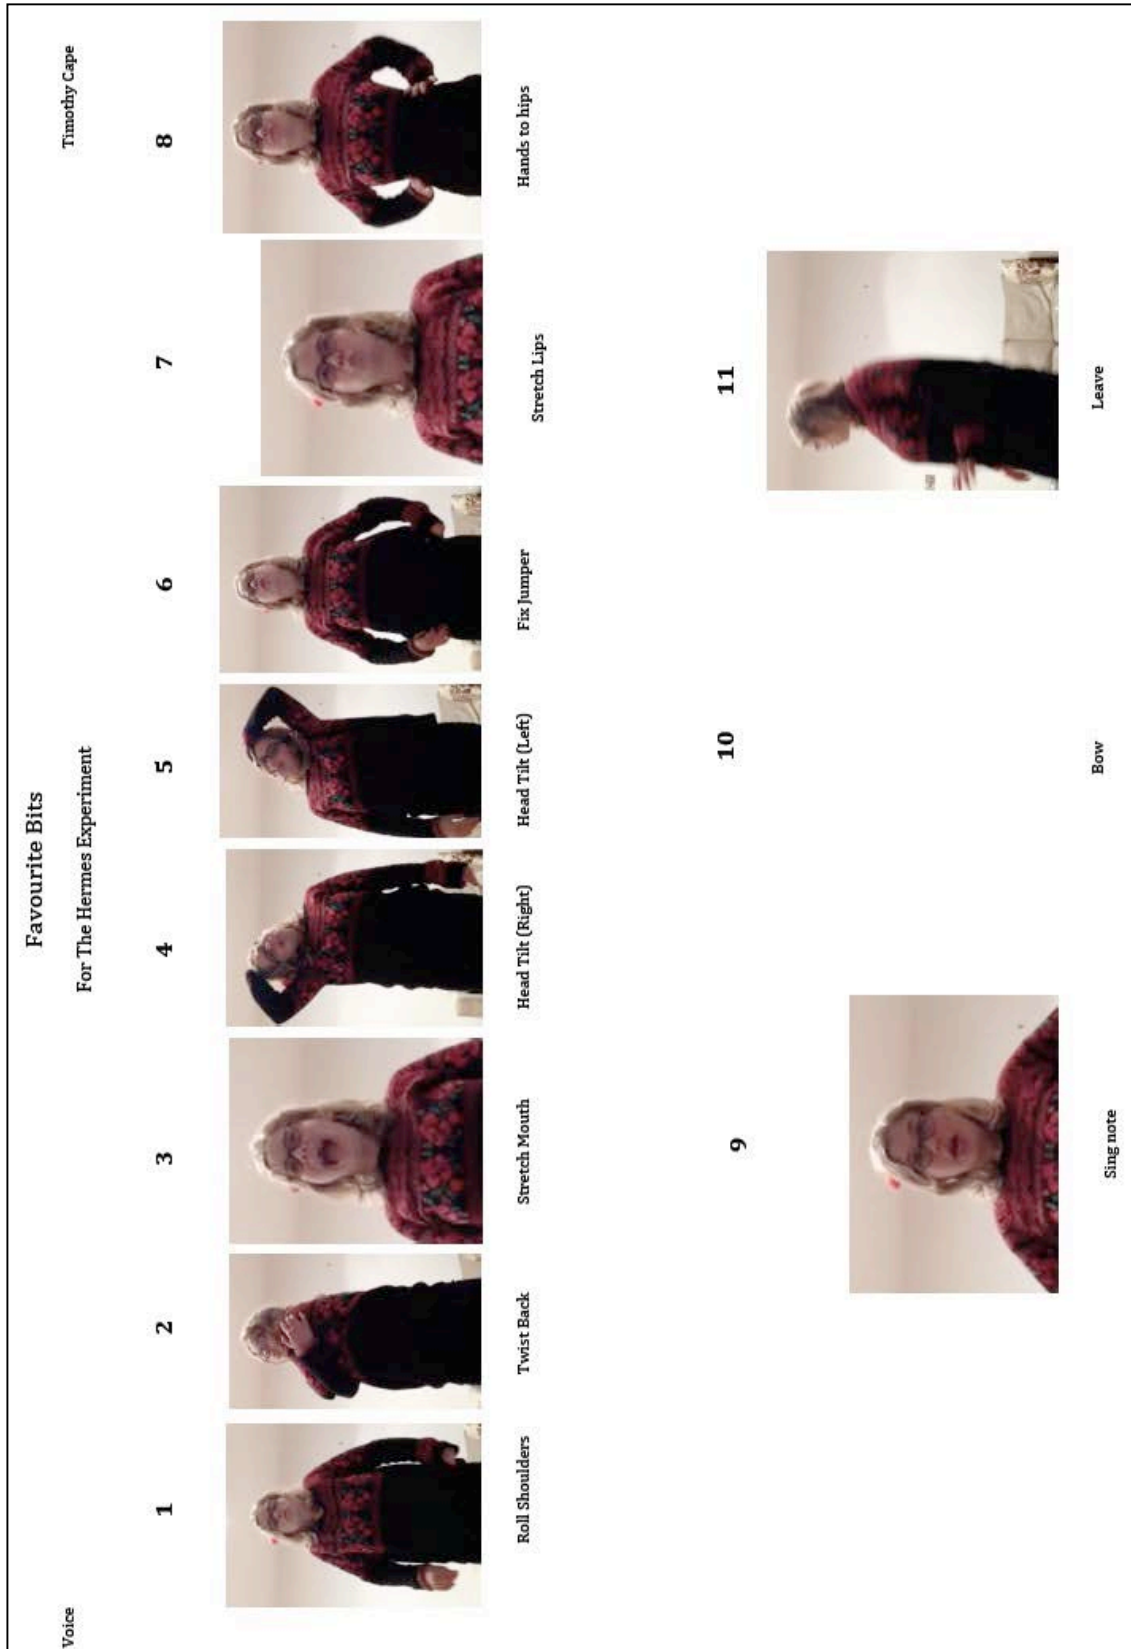 Favourite Bits
For The Hermes Experiment
Voice
Timothy Cape
1 2 3 4 5 6 7 8
Roll Shoulders Twist Back Stretch Mouth Head Tilt (Right) Head Tilt (Left) Fix Jumper Stretch Lips Hands to hips
9 10 11
Sing note Bow Leave